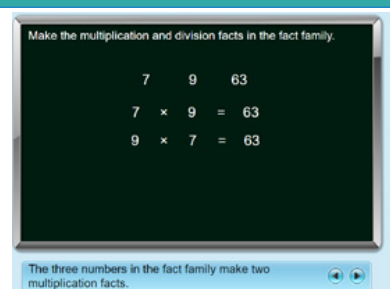 Make the multiplication and division facts in the fact family.
7 9 63
7 × 9 = 63
9 × 7 = 63
The three numbers in the fact family make two
multiplication facts.